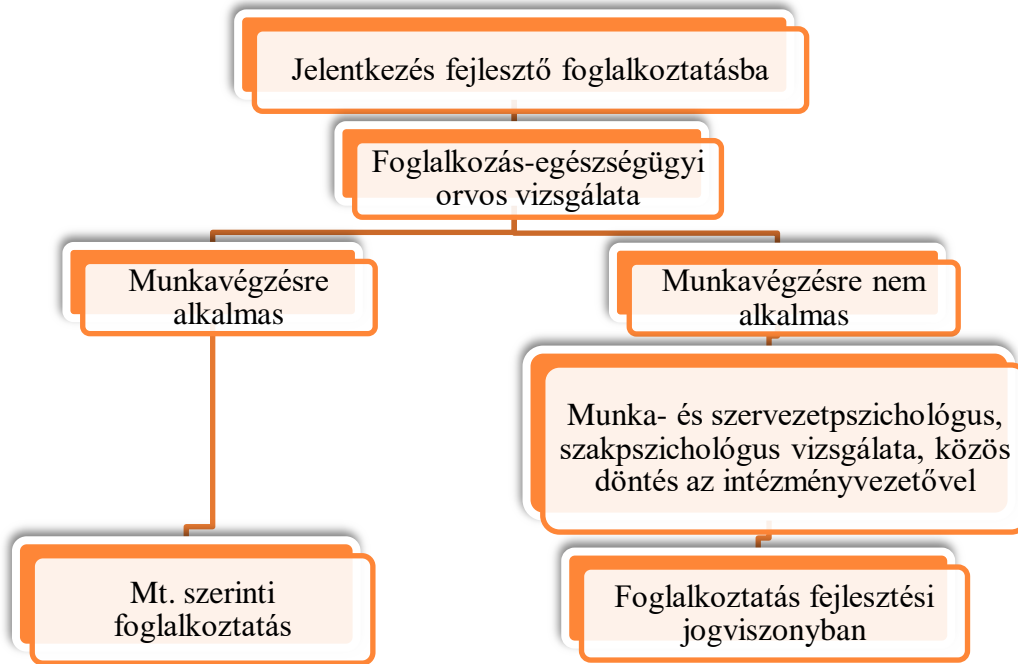 Jelentkezés fejlesztő foglalkoztatásba
Foglalkozás-egészségügyi
orvos vizsgálata
Munkavégzésre
alkalmas
Munkavégzésre nem
alkalmas
Munka- és szervezetpszichológus,
szakpszichológus vizsgálata, közös
döntés az intézményvezetővel
Mt. szerinti
foglalkoztatás
Foglalkoztatás fejlesztési
jogviszonyban